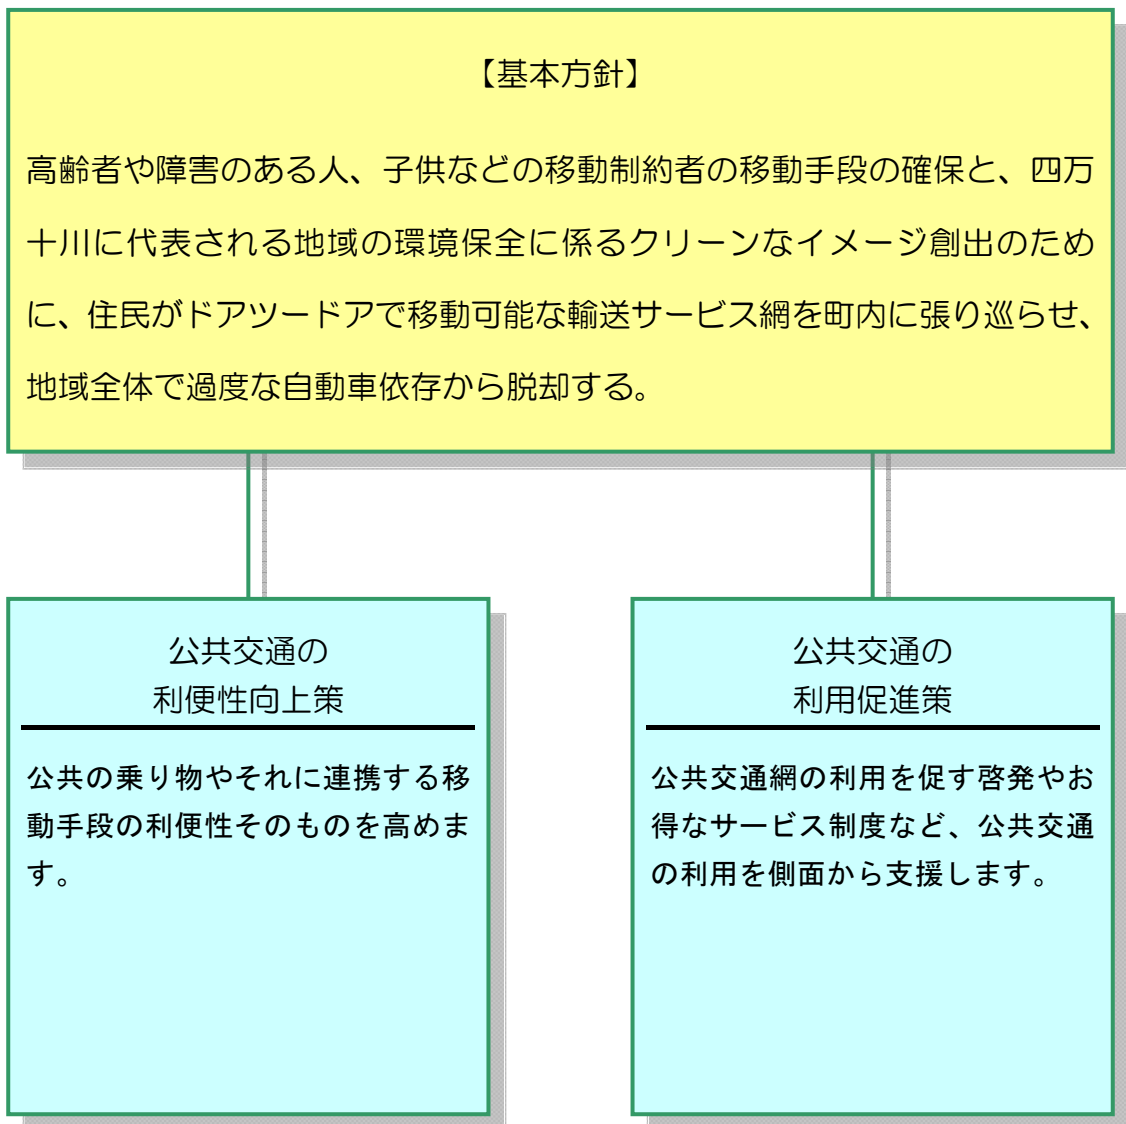 【基本方針】
高齢者や障害のある人、子供などの移動制約者の移動手段の確保と、四万
十川に代表される地域の環境保全に係るクリーンなイメージ創出のため
に、住民がドアツードアで移動可能な輸送サービス網を町内に張り巡らせ、
地域全体で過度な自動車依存から脱却する。
公共交通の
利便性向上策
公共の乗り物やそれに連携する移
動手段の利便性そのものを高めま
す。
公共交通の
利用促進策
公共交通網の利用を促す啓発やお
得なサービス制度など、公共交通
の利用を側面から支援します。